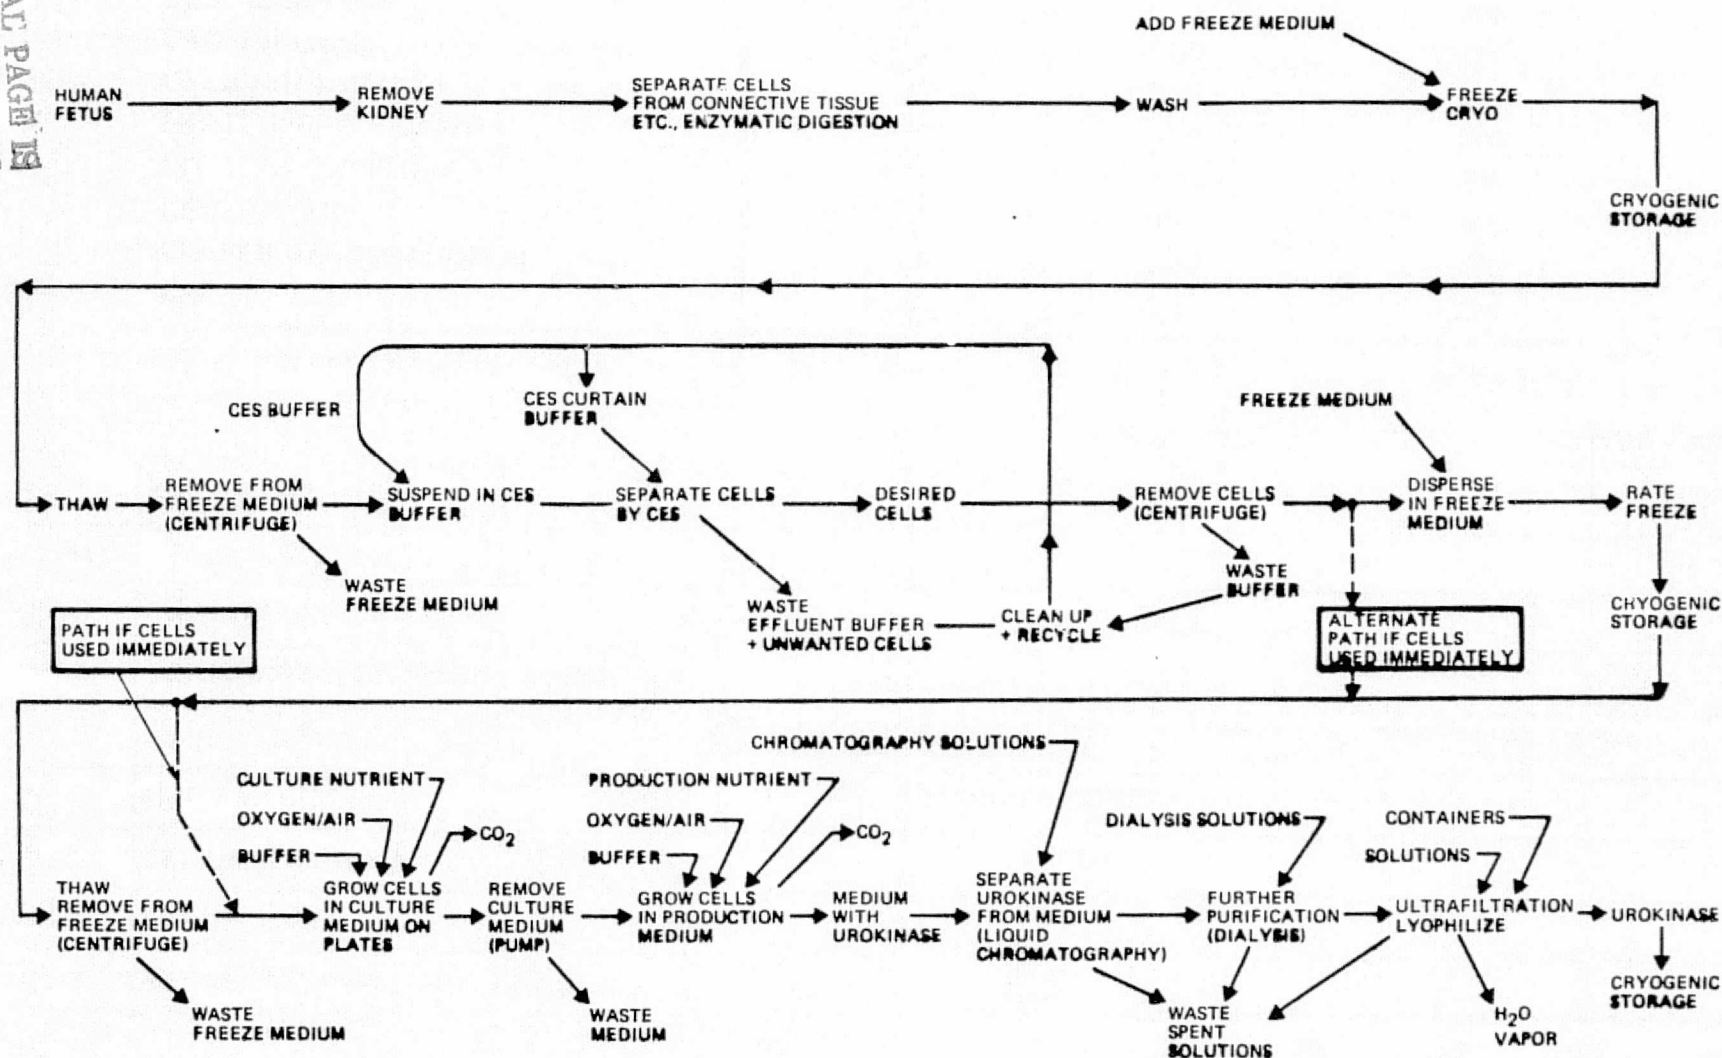 AL PAGE IS
ADD FREEZE MEDIUM
HUMAN
FETUS
REMOVE
KIDNEY
SEPARATE CELLS
FROM CONNECTIVE TISSUE
ETC., ENZYMATIC DIGESTION
WASH
FREEZE
CRYO
CRYOGENIC
STORAGE
CES BUFFER
CES CURTAIN
BUFFER
FREEZE MEDIUM
THAW
REMOVE FROM
FREEZE MEDIUM
(CENTRIFUGE)
SUSPEND IN CES
BUFFER
SEPARATE CELLS
BY CES
DESIRED
CELLS
REMOVE CELLS
(CENTRIFUGE)
DISPERSE
IN FREEZE
MEDIUM
RATE
FREEZE
WASTE
FREEZE MEDIUM
WASTE
EFFLUENT BUFFER
+ UNWANTED CELLS
CLEAN UP
+ RECYCLE
WASTE
BUFFER
ALTERNATE
PATH IF CELLS
USED IMMEDIATELY
CRYOGENIC
STORAGE
PATH IF CELLS
USED IMMEDIATELY
CHROMATOGRAPHY SOLUTIONS
CULTURE NUTRIENT
OXYGEN/AIR
BUFFER
CO2
PRODUCTION NUTRIENT
OXYGEN/AIR
BUFFER
CO2
DIALYSIS SOLUTIONS
CONTAINERS
SOLUTIONS
THAW
REMOVE FROM
FREEZE MEDIUM
(CENTRIFUGE)
GROW CELLS
IN CULTURE
MEDIUM ON
PLATES
REMOVE
CULTURE
MEDIUM
(PUMP)
GROW CELLS
IN PRODUCTION
MEDIUM
MEDIUM
WITH
UROKINASE
SEPARATE
UROKINASE
FROM MEDIUM
(LIQUID
CHROMATOGRAPHY)
FURTHER
PURIFICATION
(DIALYSIS)
ULTRAFILTRATION
LYOPHILIZE
UROKINASE
CRYOGENIC
STORAGE
WASTE
FREEZE MEDIUM
WASTE
MEDIUM
WASTE
SPENT
SOLUTIONS
H2O
VAPOR